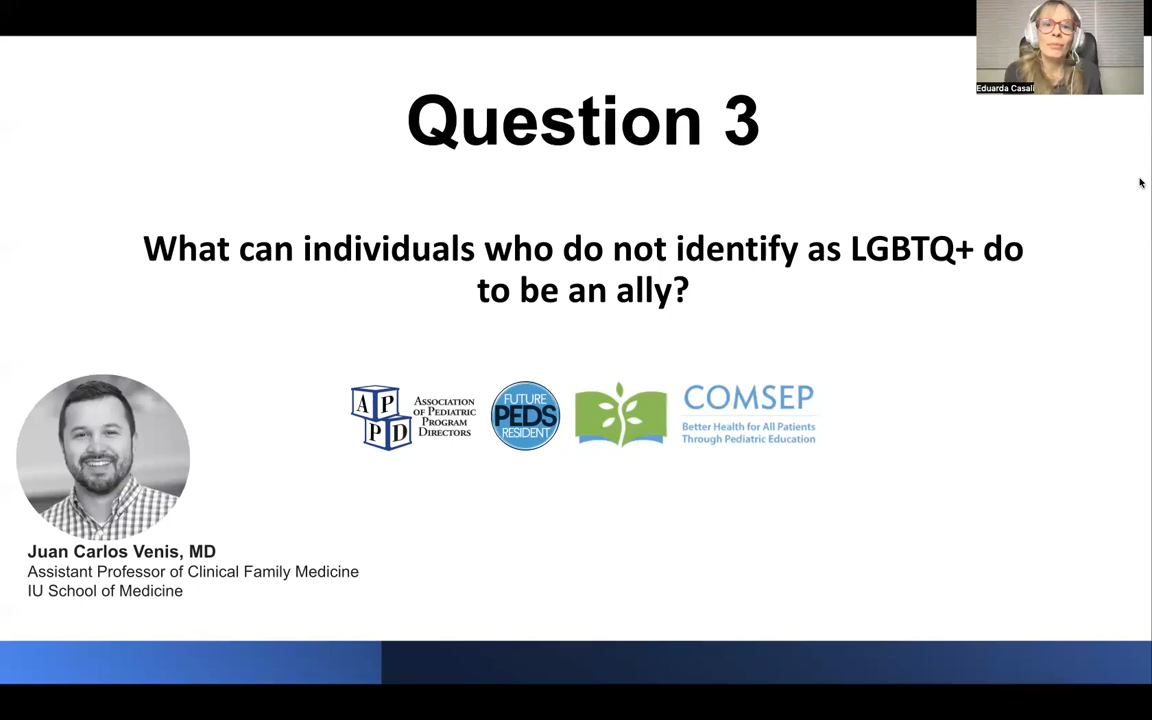 Eduarda Casali
Question 3
What can individuals who do not identify as LGBTQ+ do
to be an ally?
A P
P D
ASSOCIATION
OF PEDIATRIC
PROGRAM
DIRECTORS
FUTURE
PEDS
RESIDENT
COMSEP
Better Health for All Patients
Through Pediatric Education
Juan Carlos Venis, MD
Assistant Professor of Clinical Family Medicine
IU School of Medicine